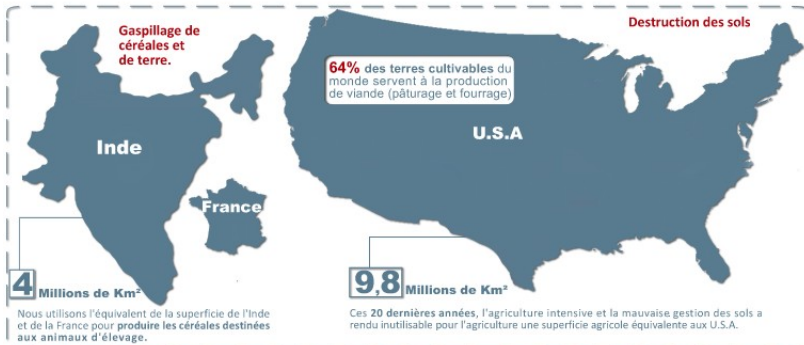 Gaspillage de
céréales et
de terre.
Inde
France
4 Millions de Km²
Nous utilisons l'équivalent de la superficie de l'Inde
et de la France pour produire les céréales destinées
aux animaux d'élevage.
Destruction des sols
64% des terres cultivables du
monde servent à la production
de viande (pâturage et fourrage)
U.S.A
9,8 Millions de Km²
Ces 20 dernières années, l'agriculture intensive et la mauvaise gestion des sols a
rendu inutilisable pour l'agriculture une superficie agricole équivalente aux U.S.A.